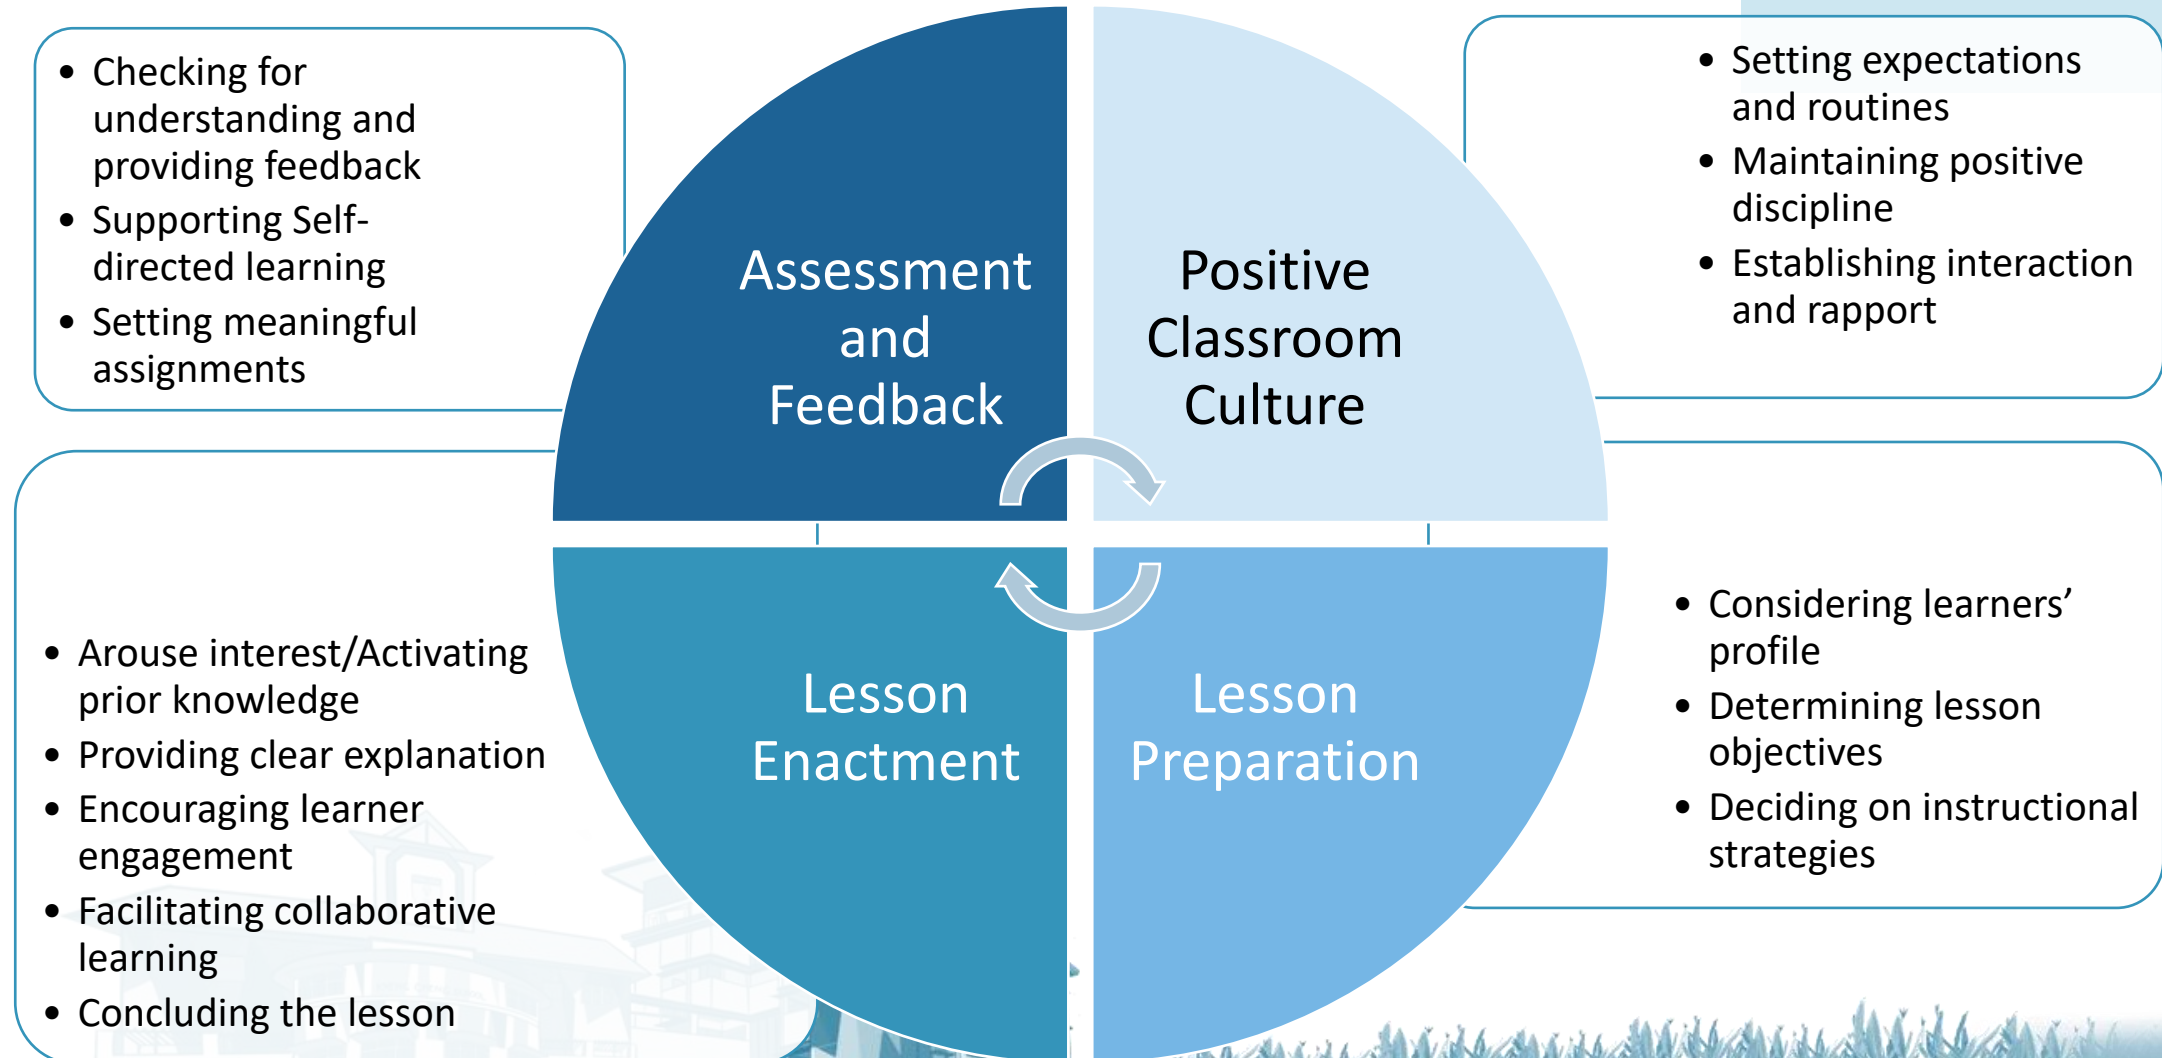 • Checking for
understanding and
providing feedback
• Supporting Self-
directed learning
• Setting meaningful
assignments
Assessment
and
Feedback
Positive
Classroom
Culture
• Setting expectations
and routines
• Maintaining positive
discipline
• Establishing interaction
and rapport
• Arouse interest/Activating
prior knowledge
• Providing clear explanation
• Encouraging learner
engagement
• Facilitating collaborative
learning
• Concluding the lesson
Lesson
Enactment
Lesson
Preparation
• Considering learners’
profile
• Determining lesson
objectives
• Deciding on instructional
strategies